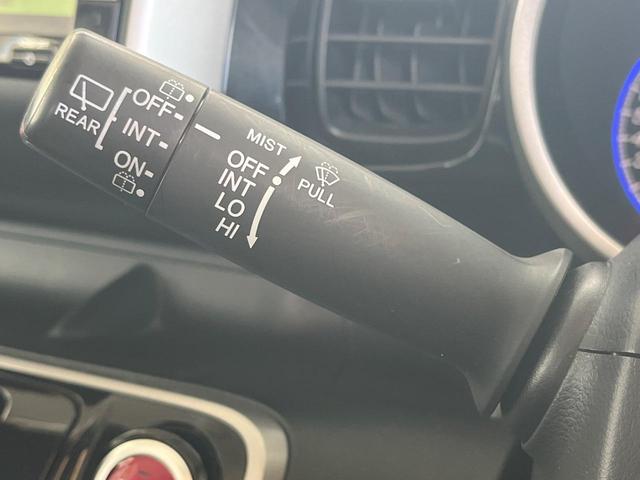 REAR
OFF
INT
ON
MIST
OFF
INT
LO
HI
PULL